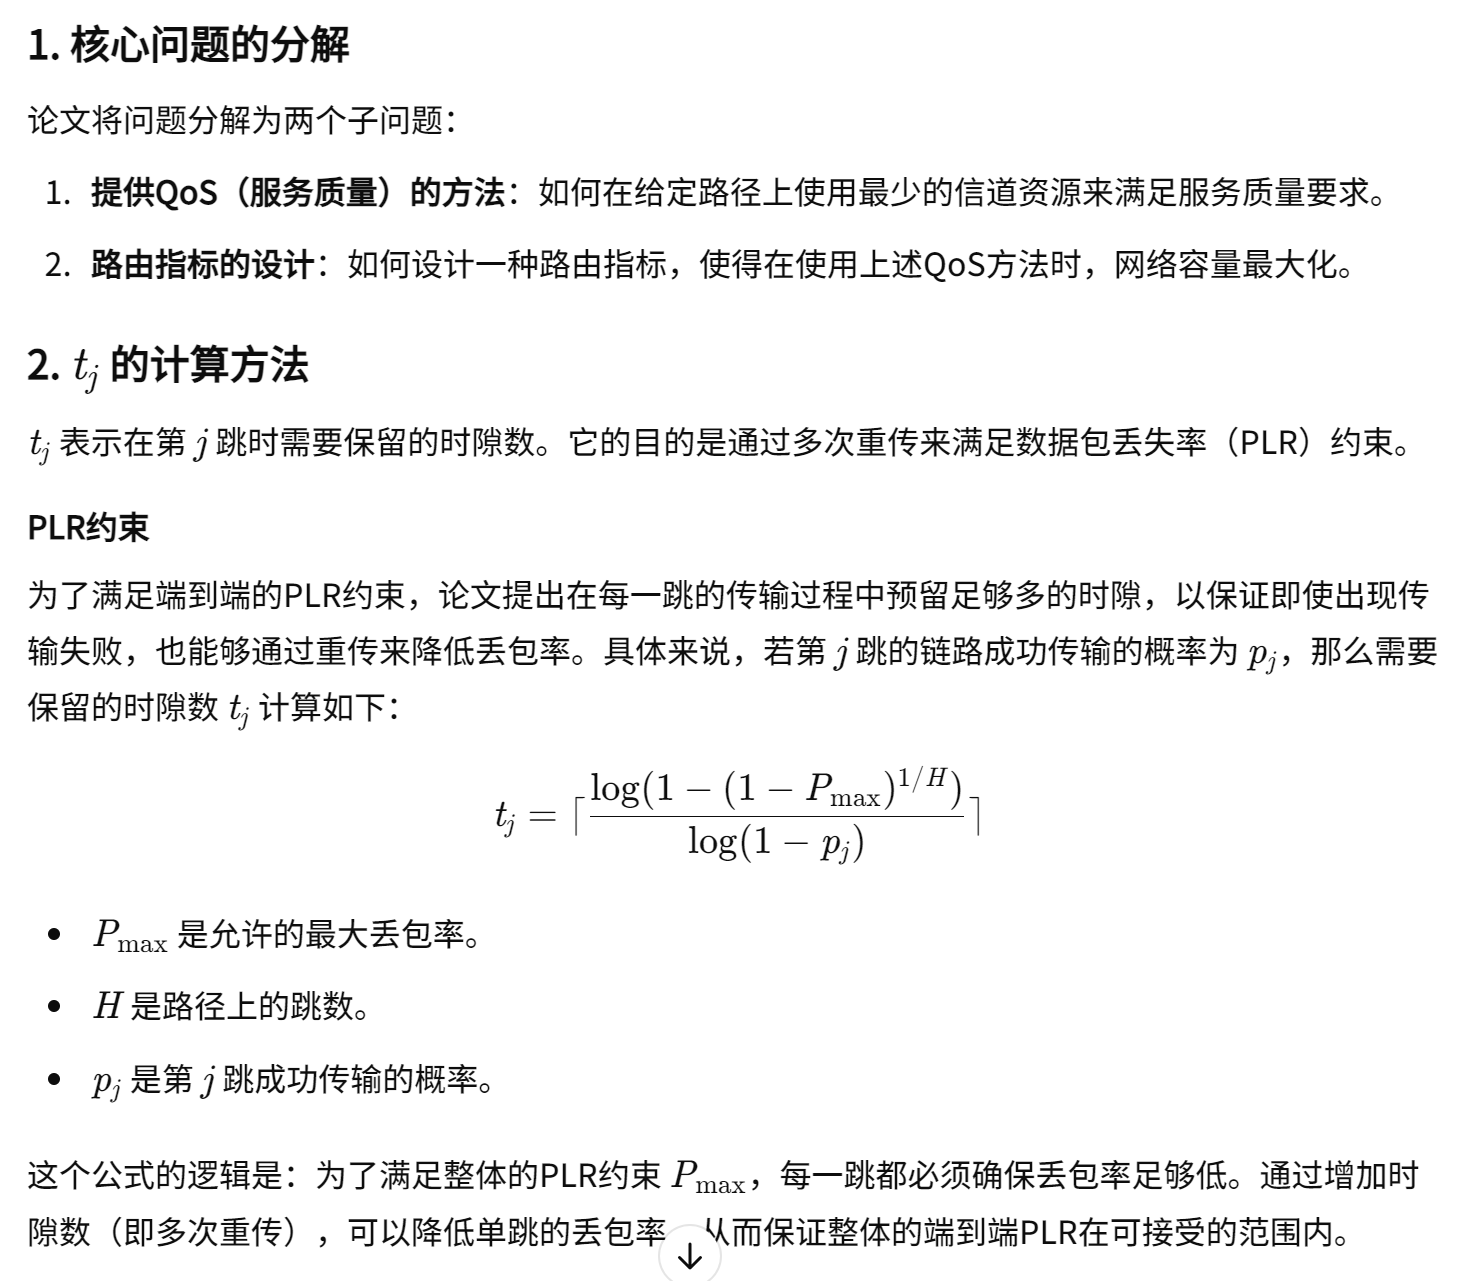 1. 核心问题的分解
论文将问题分解为两个子问题：
1. 提供QoS（服务质量）的方法：如何在给定路径上使用最少的信道资源来满足服务质量要求。
2. 路由指标的设计：如何设计一种路由指标，使得在使用上述QoS方法时，网络容量最大化。
2. t_j 的计算方法
t_j 表示在第 j 跳时需要保留的时隙数。它的目的是通过多次重传来满足数据包丢失率（PLR）约束。
PLR约束
为了满足端到端的PLR约束，论文提出在每一跳的传输过程中预留足够多的时隙，以保证即使出现传
输失败，也能够通过重传来降低丢包率。具体来说，若第 j 跳的链路成功传输的概率为 p_j，那么需要
保留的时隙数 t_j 计算如下：
t_j = ⌈ log(1 − (1 − P_max)^{1/H}) / log(1 − p_j) ⌉
• P_max 是允许的最大丢包率。
• H 是路径上的跳数。
• p_j 是第 j 跳成功传输的概率。
这个公式的逻辑是：为了满足整体的PLR约束 P_max，每一跳都必须确保丢包率足够低。通过增加时
隙数（即多次重传），可以降低单跳的丢包率 从而保证整体的端到端PLR在可接受的范围内。